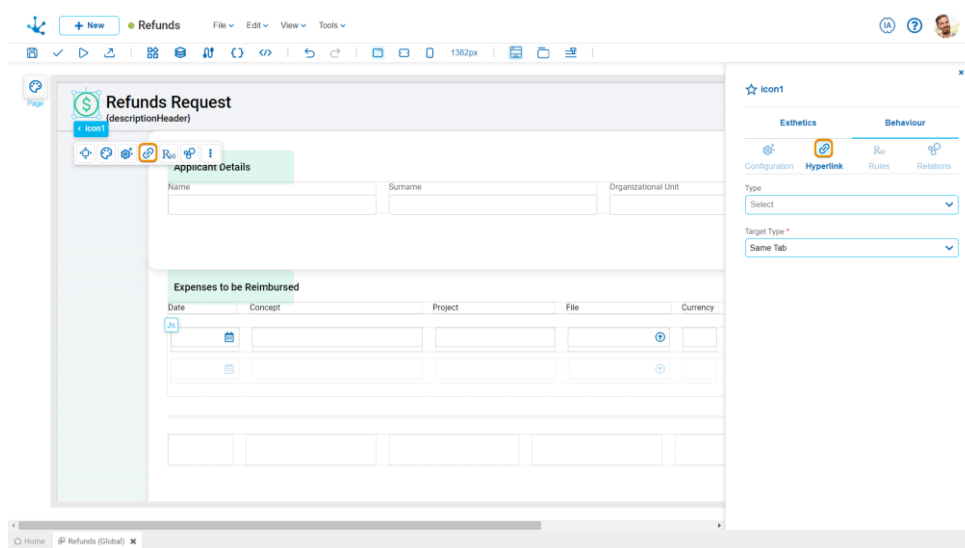 + New
Refunds
File
Edit
View
Tools
IA
?
1382px
Page
$
Refunds Request
{descriptionHeader}
‹ icon1
Applicant Details
Name
Surname
Organizational Unit
Expenses to be Reimbursed
Date
Concept
Project
File
Currency
Js
icon1
Esthetics
Behaviour
Configuration
Hyperlink
Rules
Relations
Type
Select
Target Type *
Same Tab
Home
Refunds (Global)